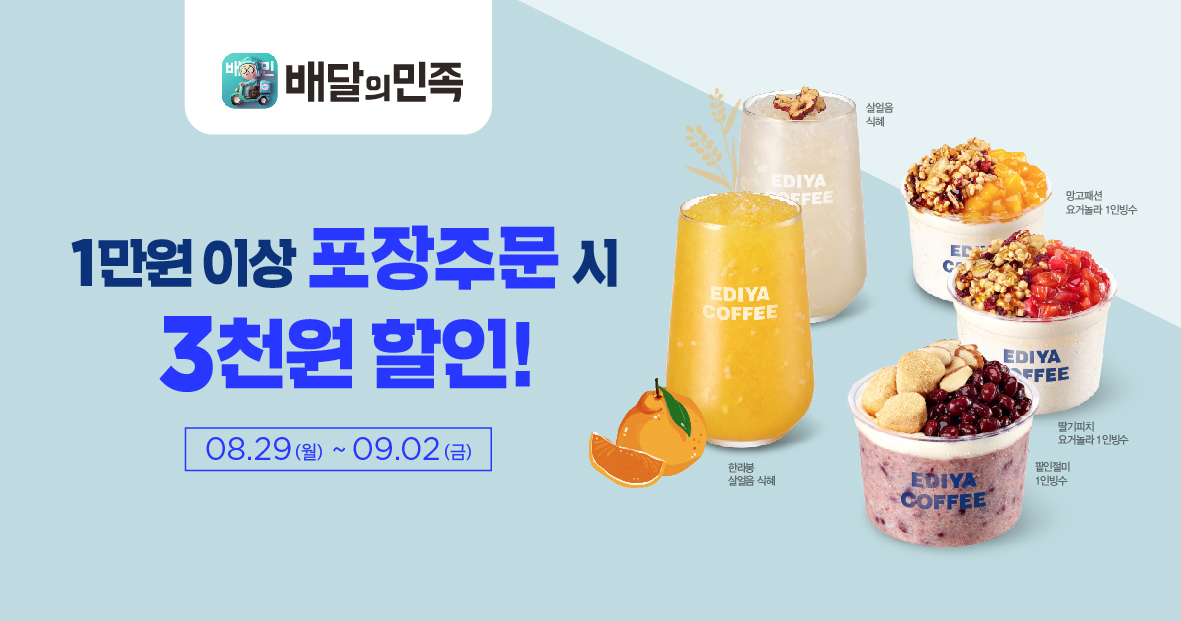 배민
배달의민족
1만원 이상 포장주문 시
3천원 할인!
08.29(월) ~ 09.02(금)
살얼음
식혜
EDIYA
COFFEE
망고패션
요거놀라 1인빙수
EDIYA
COFFEE
딸기피치
요거놀라 1인빙수
EDIYA
COFFEE
팥인절미
1인빙수
EDIYA
COFFEE
한라봉
살얼음 식혜